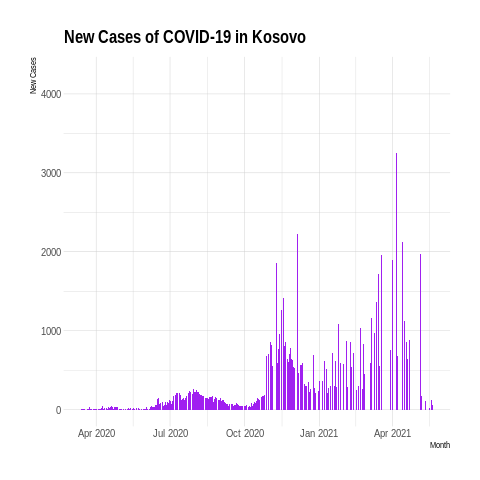 New Cases of COVID-19 in Kosovo
New Cases
4000
3000
2000
1000
0
Apr 2020 Jul 2020 Oct 2020 Jan 2021 Apr 2021
Month